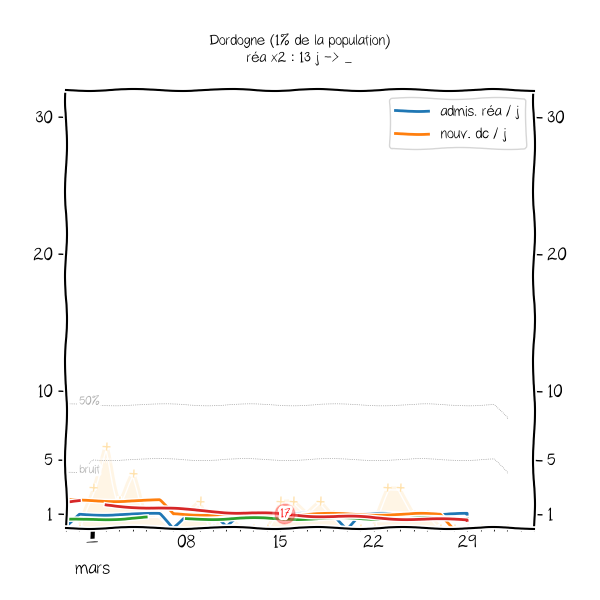 Dordogne (1% de la population)
réa x2 : 13 j -> _
admis. réa / j
nouv. dc / j
30 30
20 20
10 10
50%
5 5
bruit
1 17 1
1 08 15 22 29
mars